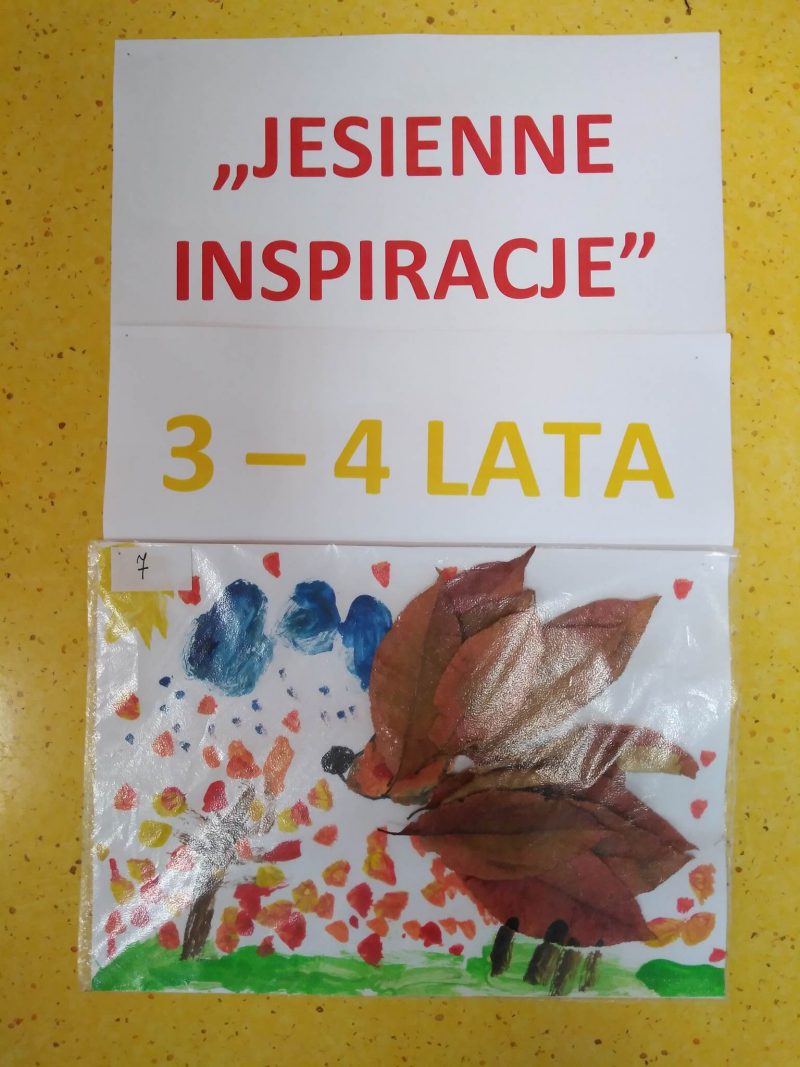 „JESIENNE
INSPIRACJE”
3 – 4 LATA
7